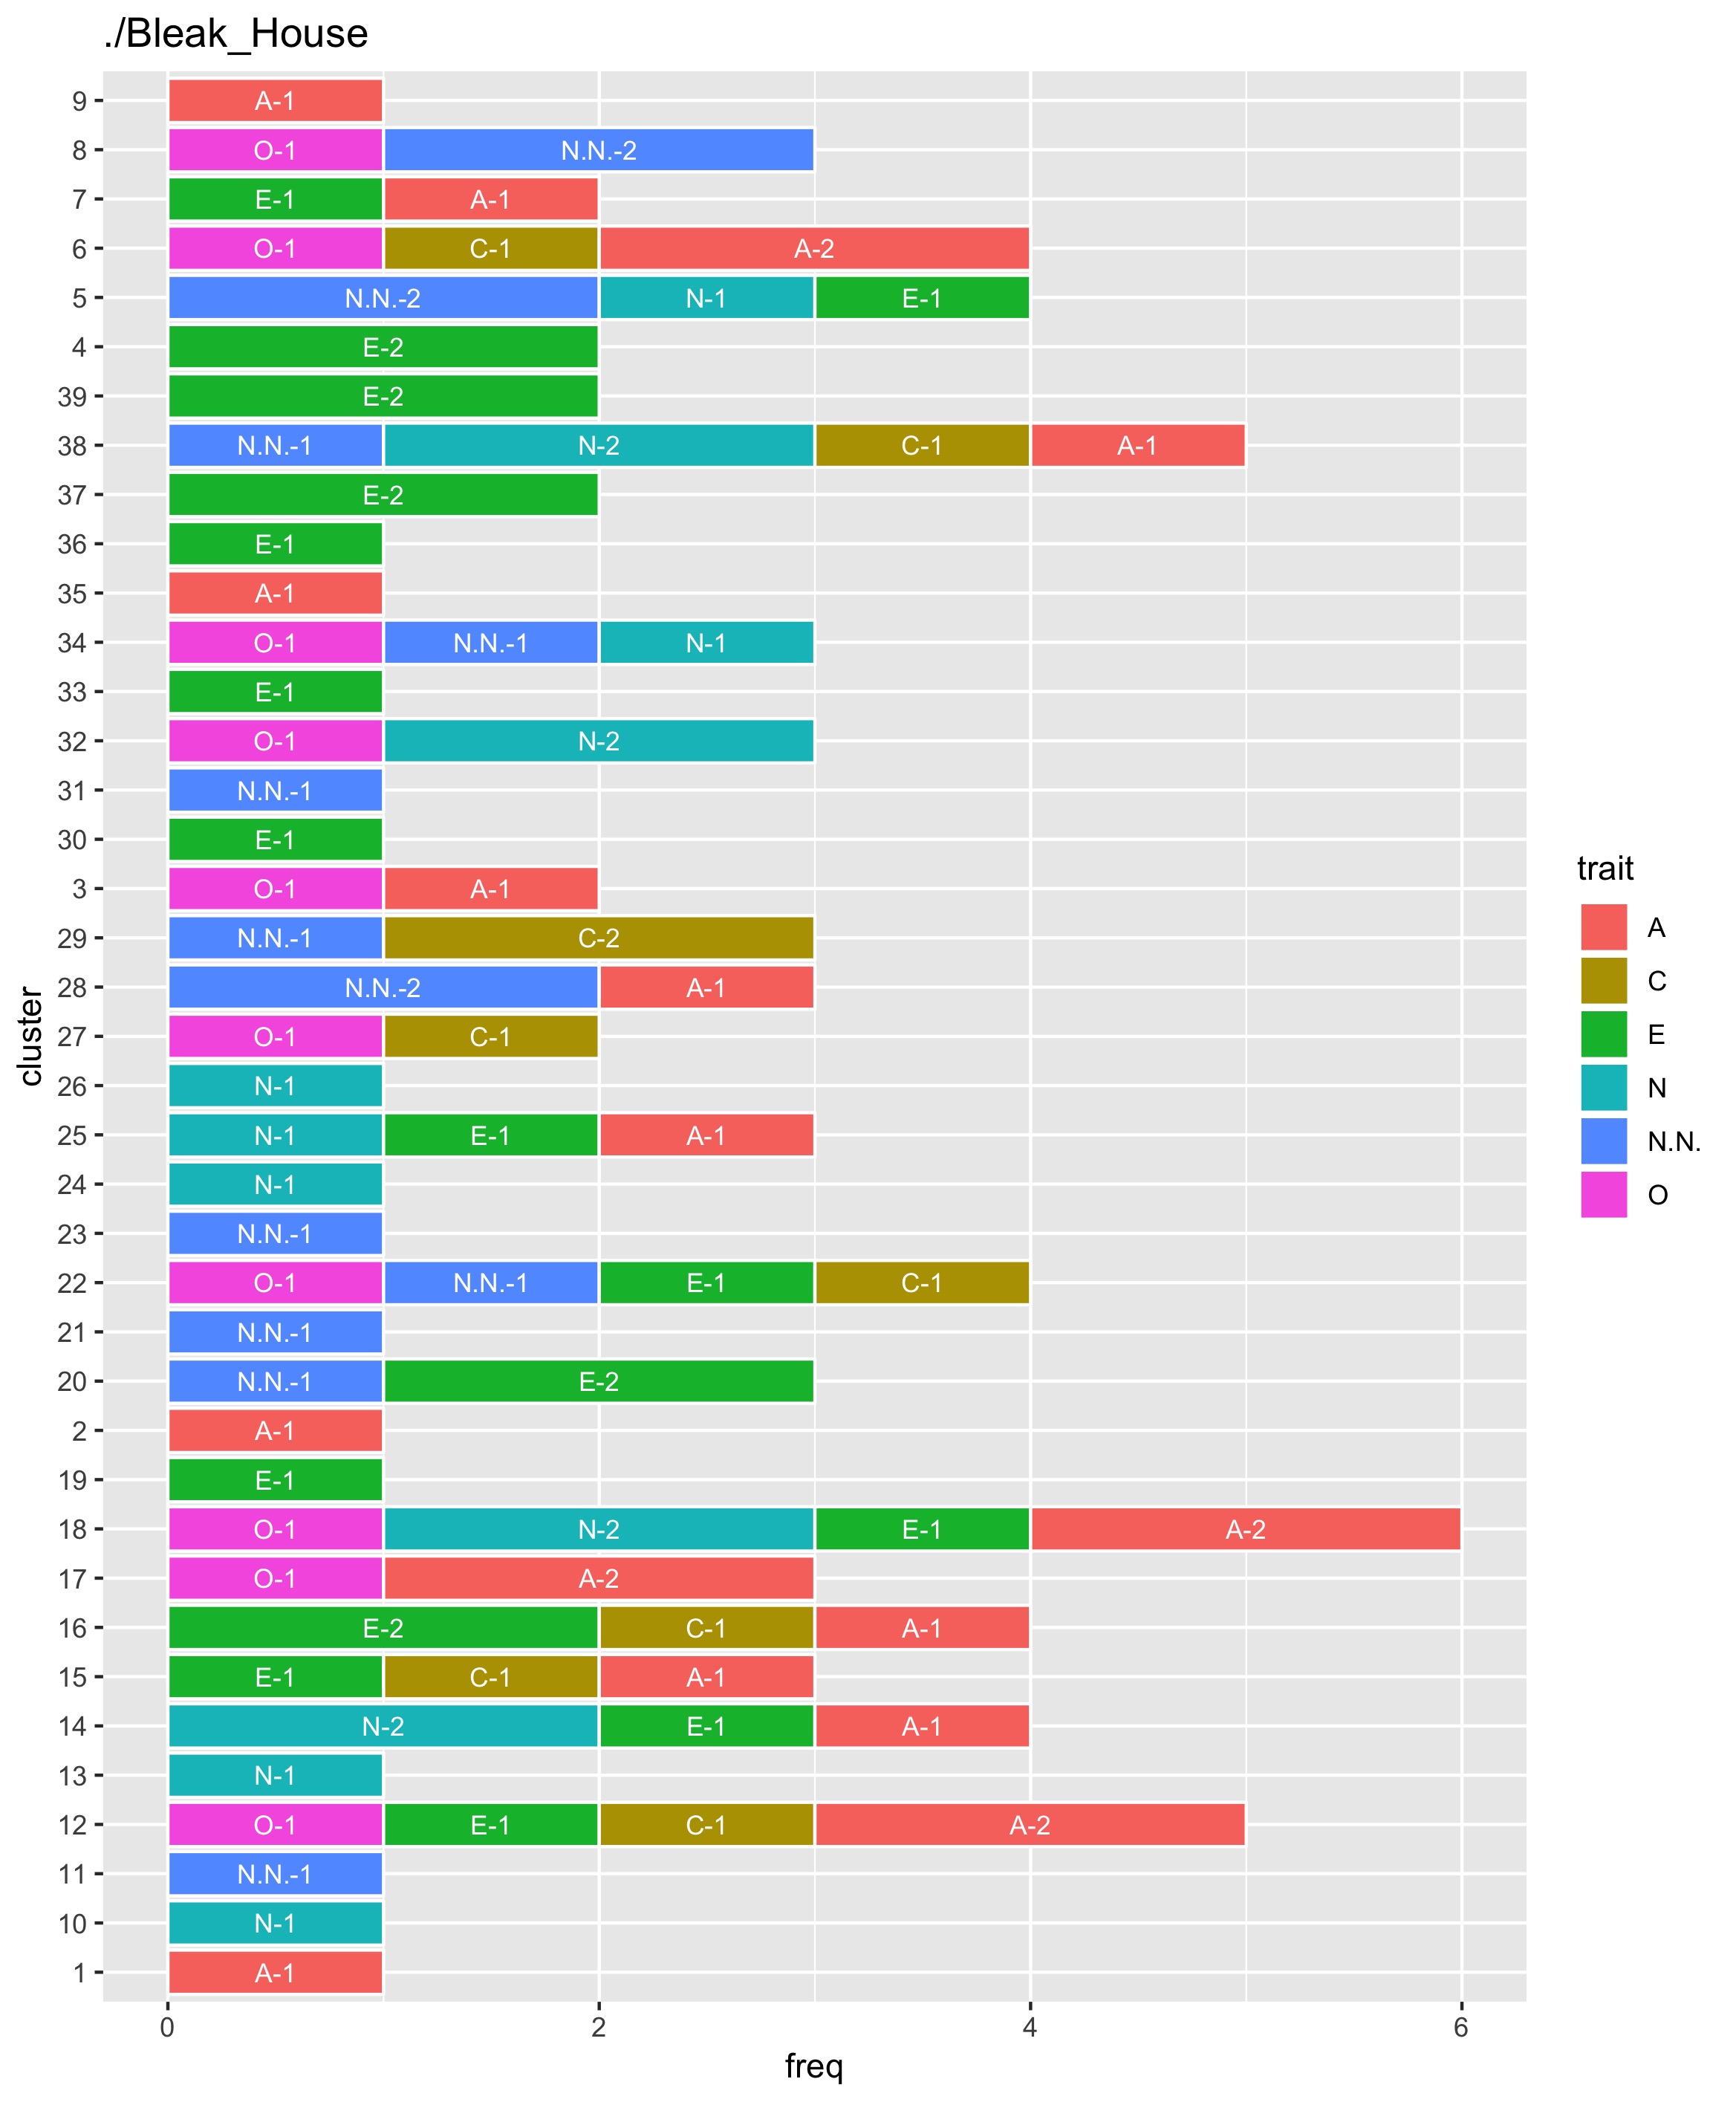 ./Bleak_House
9 A-1
8 O-1 N.N.-2
7 E-1 A-1
6 O-1 C-1 A-2
5 N.N.-2 N-1 E-1
4 E-2
39 E-2
38 N.N.-1 N-2 C-1 A-1
37 E-2
36 E-1
35 A-1
34 O-1 N.N.-1 N-1
33 E-1
32 O-1 N-2
31 N.N.-1
30 E-1
3 O-1 A-1
29 N.N.-1 C-2
28 N.N.-2 A-1
27 O-1 C-1
26 N-1
25 N-1 E-1 A-1
24 N-1
23 N.N.-1
22 O-1 N.N.-1 E-1 C-1
21 N.N.-1
20 N.N.-1 E-2
2 A-1
19 E-1
18 O-1 N-2 E-1 A-2
17 O-1 A-2
16 E-2 C-1 A-1
15 E-1 C-1 A-1
14 N-2 E-1 A-1
13 N-1
12 O-1 E-1 C-1 A-2
11 N.N.-1
10 N-1
1 A-1
0 2 4 6
freq
cluster
trait
A
C
E
N
N.N.
O